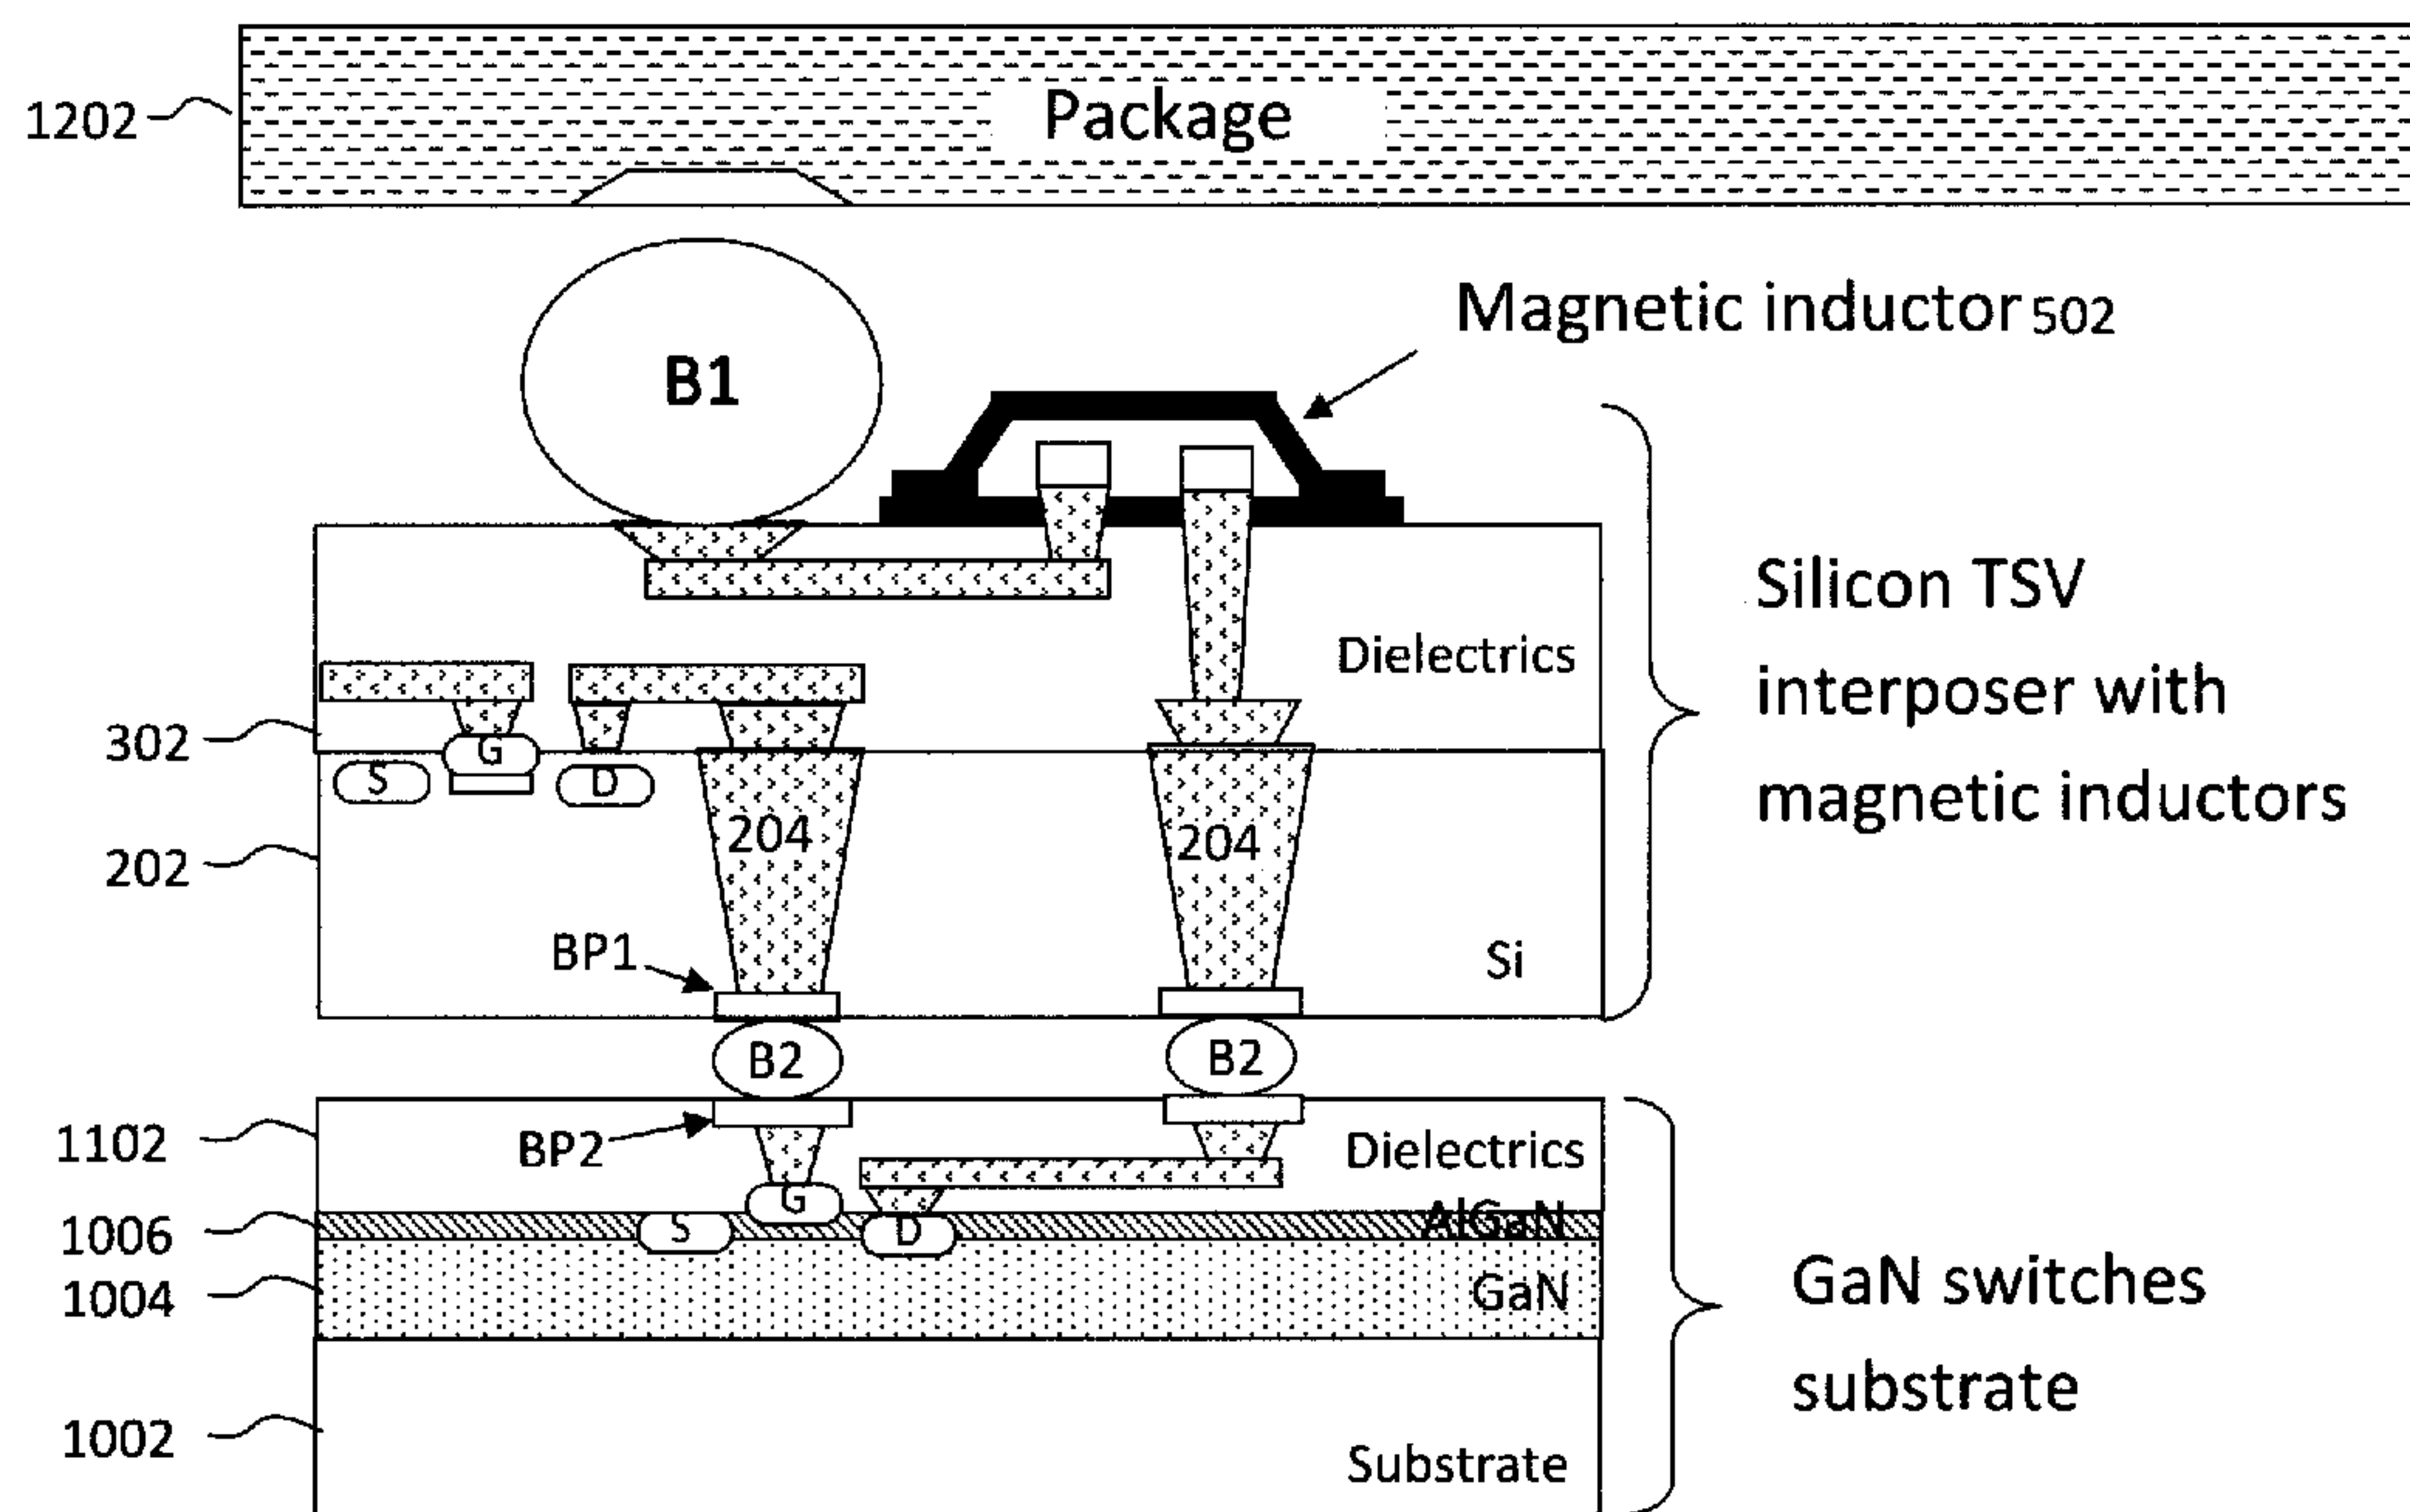 1202
Package
Magnetic inductor 502
B1
Silicon TSV
interposer with
magnetic inductors
Dielectrics
302
G
S
D
204
204
202
BP1
Si
B2
B2
1102
BP2
Dielectrics
G
AlGaN
1006
S
D
GaN
1004
GaN switches
substrate
1002
Substrate